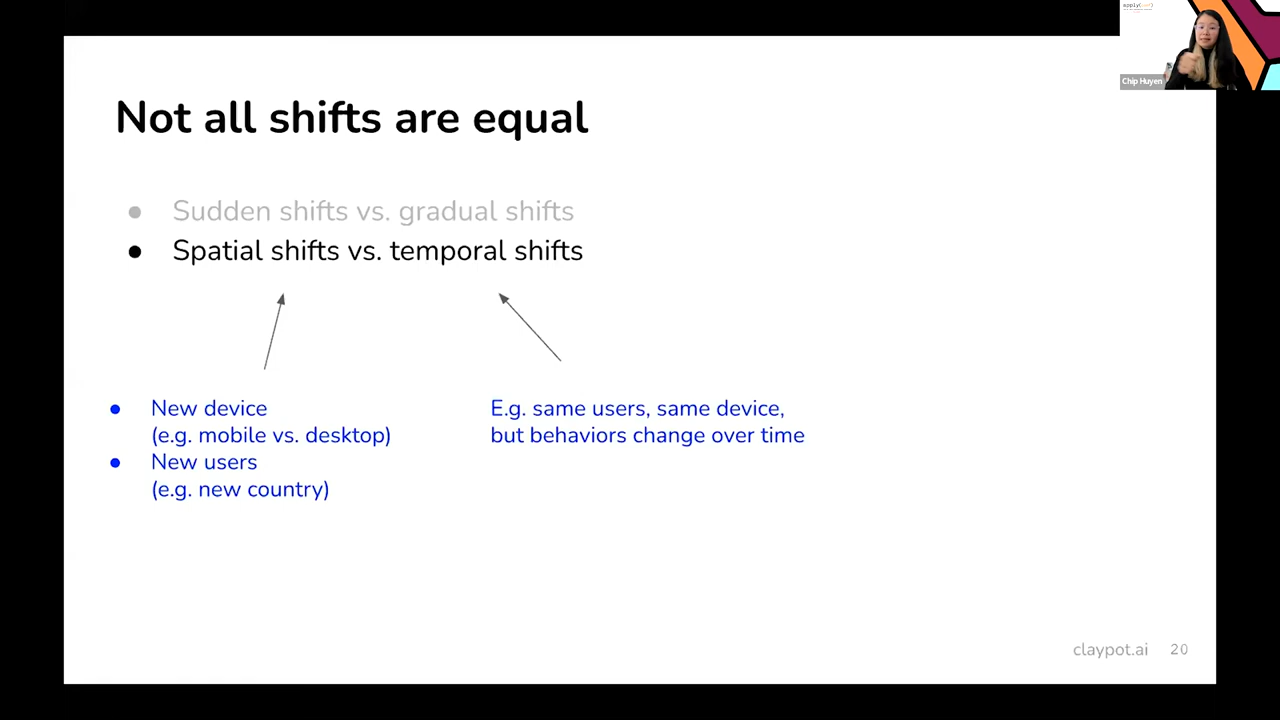 apply(conf)
Chip Huyen
Not all shifts are equal
● Sudden shifts vs. gradual shifts
● Spatial shifts vs. temporal shifts
● New device
(e.g. mobile vs. desktop)
● New users
(e.g. new country)
E.g. same users, same device,
but behaviors change over time
claypot.ai 20